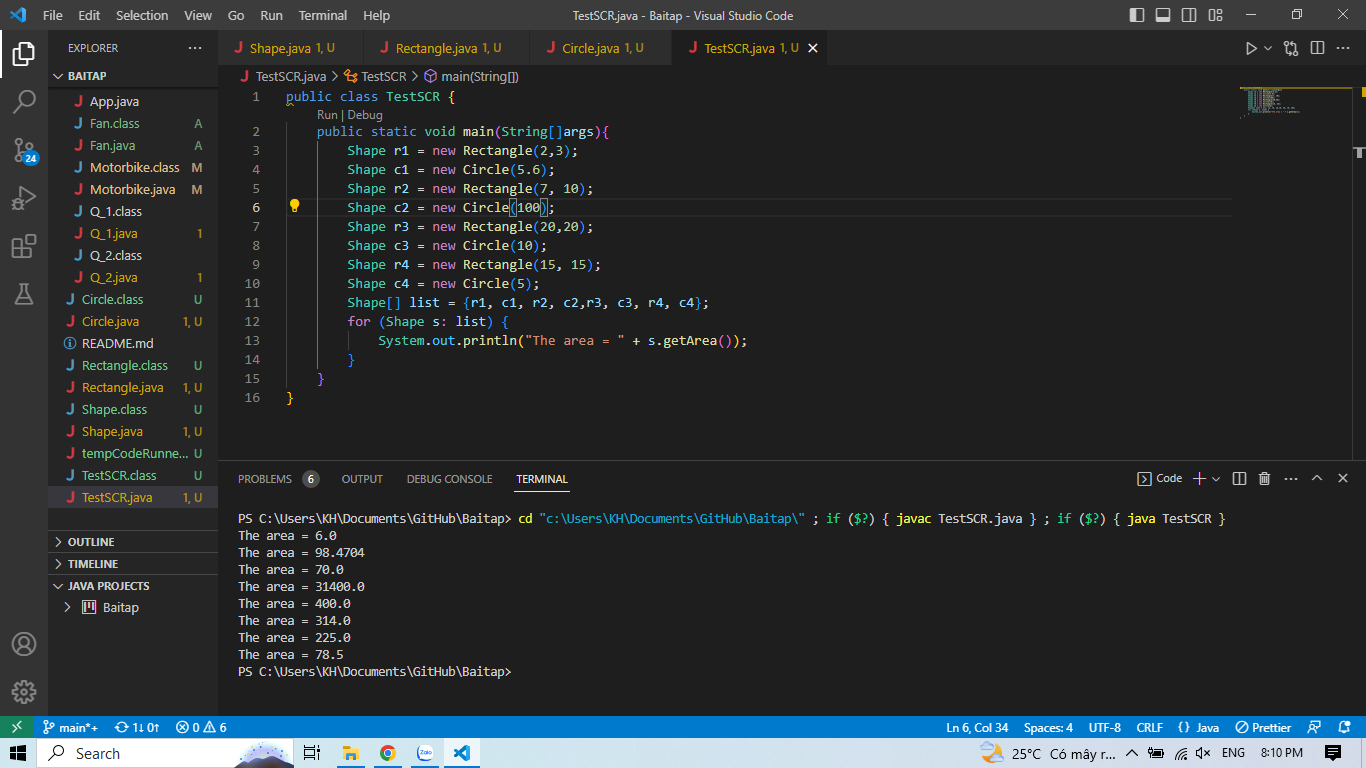 File Edit Selection View Go Run Terminal Help TestSCR.java - Baitap - Visual Studio Code
EXPLORER ···
Shape.java 1, U Rectangle.java 1, U Circle.java 1, U TestSCR.java 1, U
BAITAP
TestSCR.java > TestSCR > main(String[])
App.java
Fan.class A
Fan.java A
Motorbike.class M
Motorbike.java M
Q_1.class
Q_1.java 1
Q_2.class
Q_2.java 1
Circle.class U
Circle.java 1, U
README.md
Rectangle.class U
Rectangle.java 1, U
Shape.class U
Shape.java 1, U
tempCodeRunne... U
TestSCR.class U
TestSCR.java 1, U
OUTLINE
TIMELINE
JAVA PROJECTS
Baitap
24
1 public class TestSCR {
Run | Debug
2 public static void main(String[]args){
3 Shape r1 = new Rectangle(2,3);
4 Shape c1 = new Circle(5.6);
5 Shape r2 = new Rectangle(7, 10);
6 Shape c2 = new Circle(100);
7 Shape r3 = new Rectangle(20,20);
8 Shape c3 = new Circle(10);
9 Shape r4 = new Rectangle(15, 15);
10 Shape c4 = new Circle(5);
11 Shape[] list = {r1, c1, r2, c2,r3, c3, r4, c4};
12 for (Shape s: list) {
13 System.out.println("The area = " + s.getArea());
14 }
15 }
16 }
PROBLEMS 6 OUTPUT DEBUG CONSOLE TERMINAL Code
PS C:\Users\KH\Documents\GitHub\Baitap> cd "c:\Users\KH\Documents\GitHub\Baitap\" ; if ($?) { javac TestSCR.java } ; if ($?) { java TestSCR }
The area = 6.0
The area = 98.4704
The area = 70.0
The area = 31400.0
The area = 400.0
The area = 314.0
The area = 225.0
The area = 78.5
PS C:\Users\KH\Documents\GitHub\Baitap>
main*+ 1↓ 0↑ 0 6 Ln 6, Col 34 Spaces: 4 UTF-8 CRLF {} Java Prettier
Search Zalo 25°C Có mây r... ENG 8:10 PM